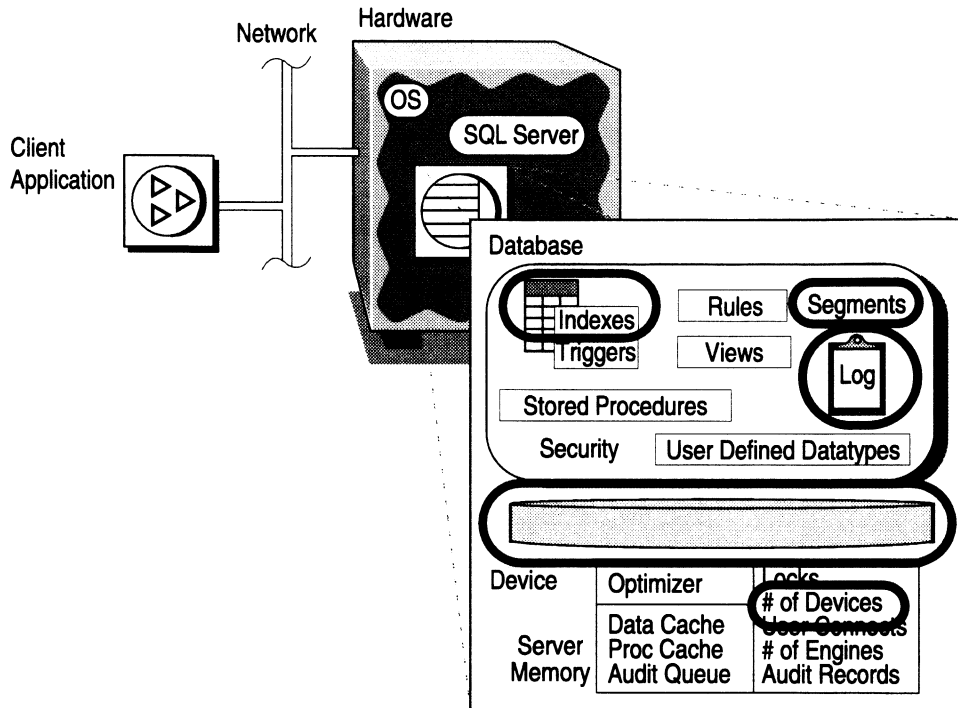 Hardware
Network
OS
SQL Server
Client
Application
Database
Indexes
Rules
Segments
Triggers
Views
Log
Stored Procedures
Security
User Defined Datatypes
Device
Optimizer
Locks
# of Devices
Data Cache
User Connects
Server
Proc Cache
# of Engines
Memory
Audit Queue
Audit Records